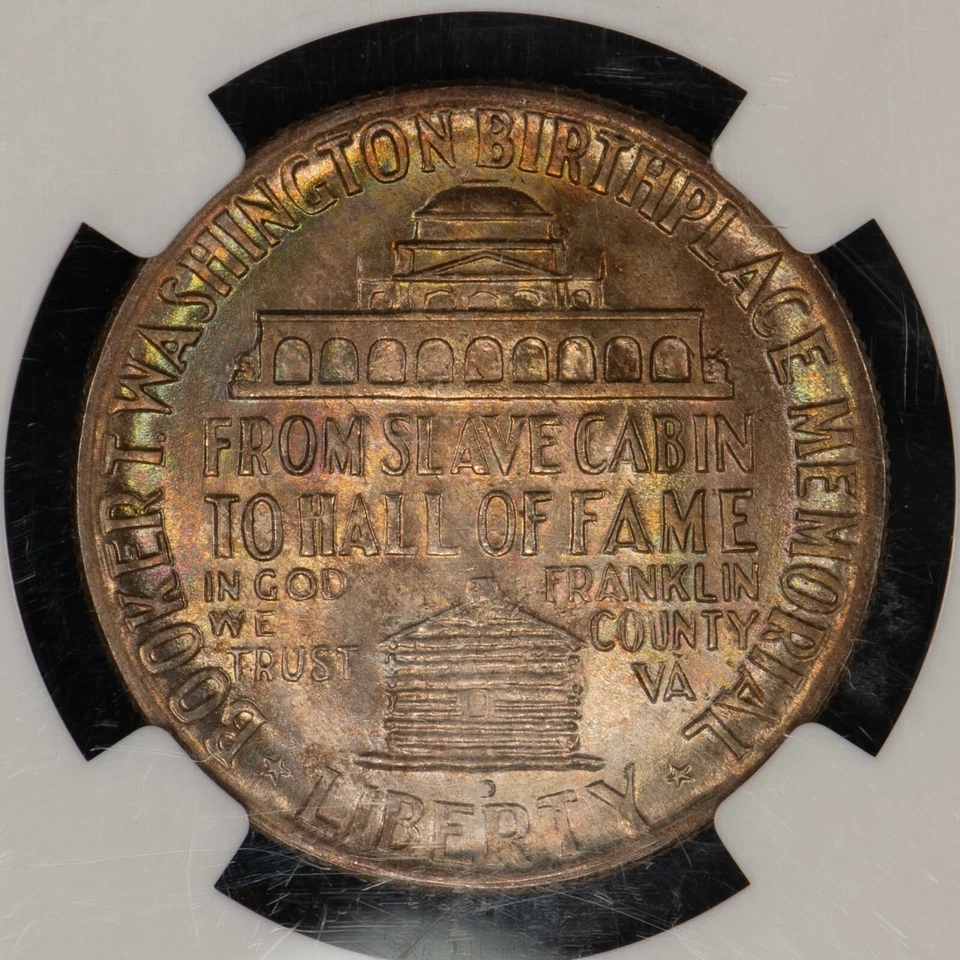 BOOKER T. WASHINGTON BIRTHPLACE MEMORIAL
FROM SLAVE CABIN
TO HALL OF FAME
IN GOD
WE
TRUST
FRANKLIN
COUNTY
VA.
LIBERTY